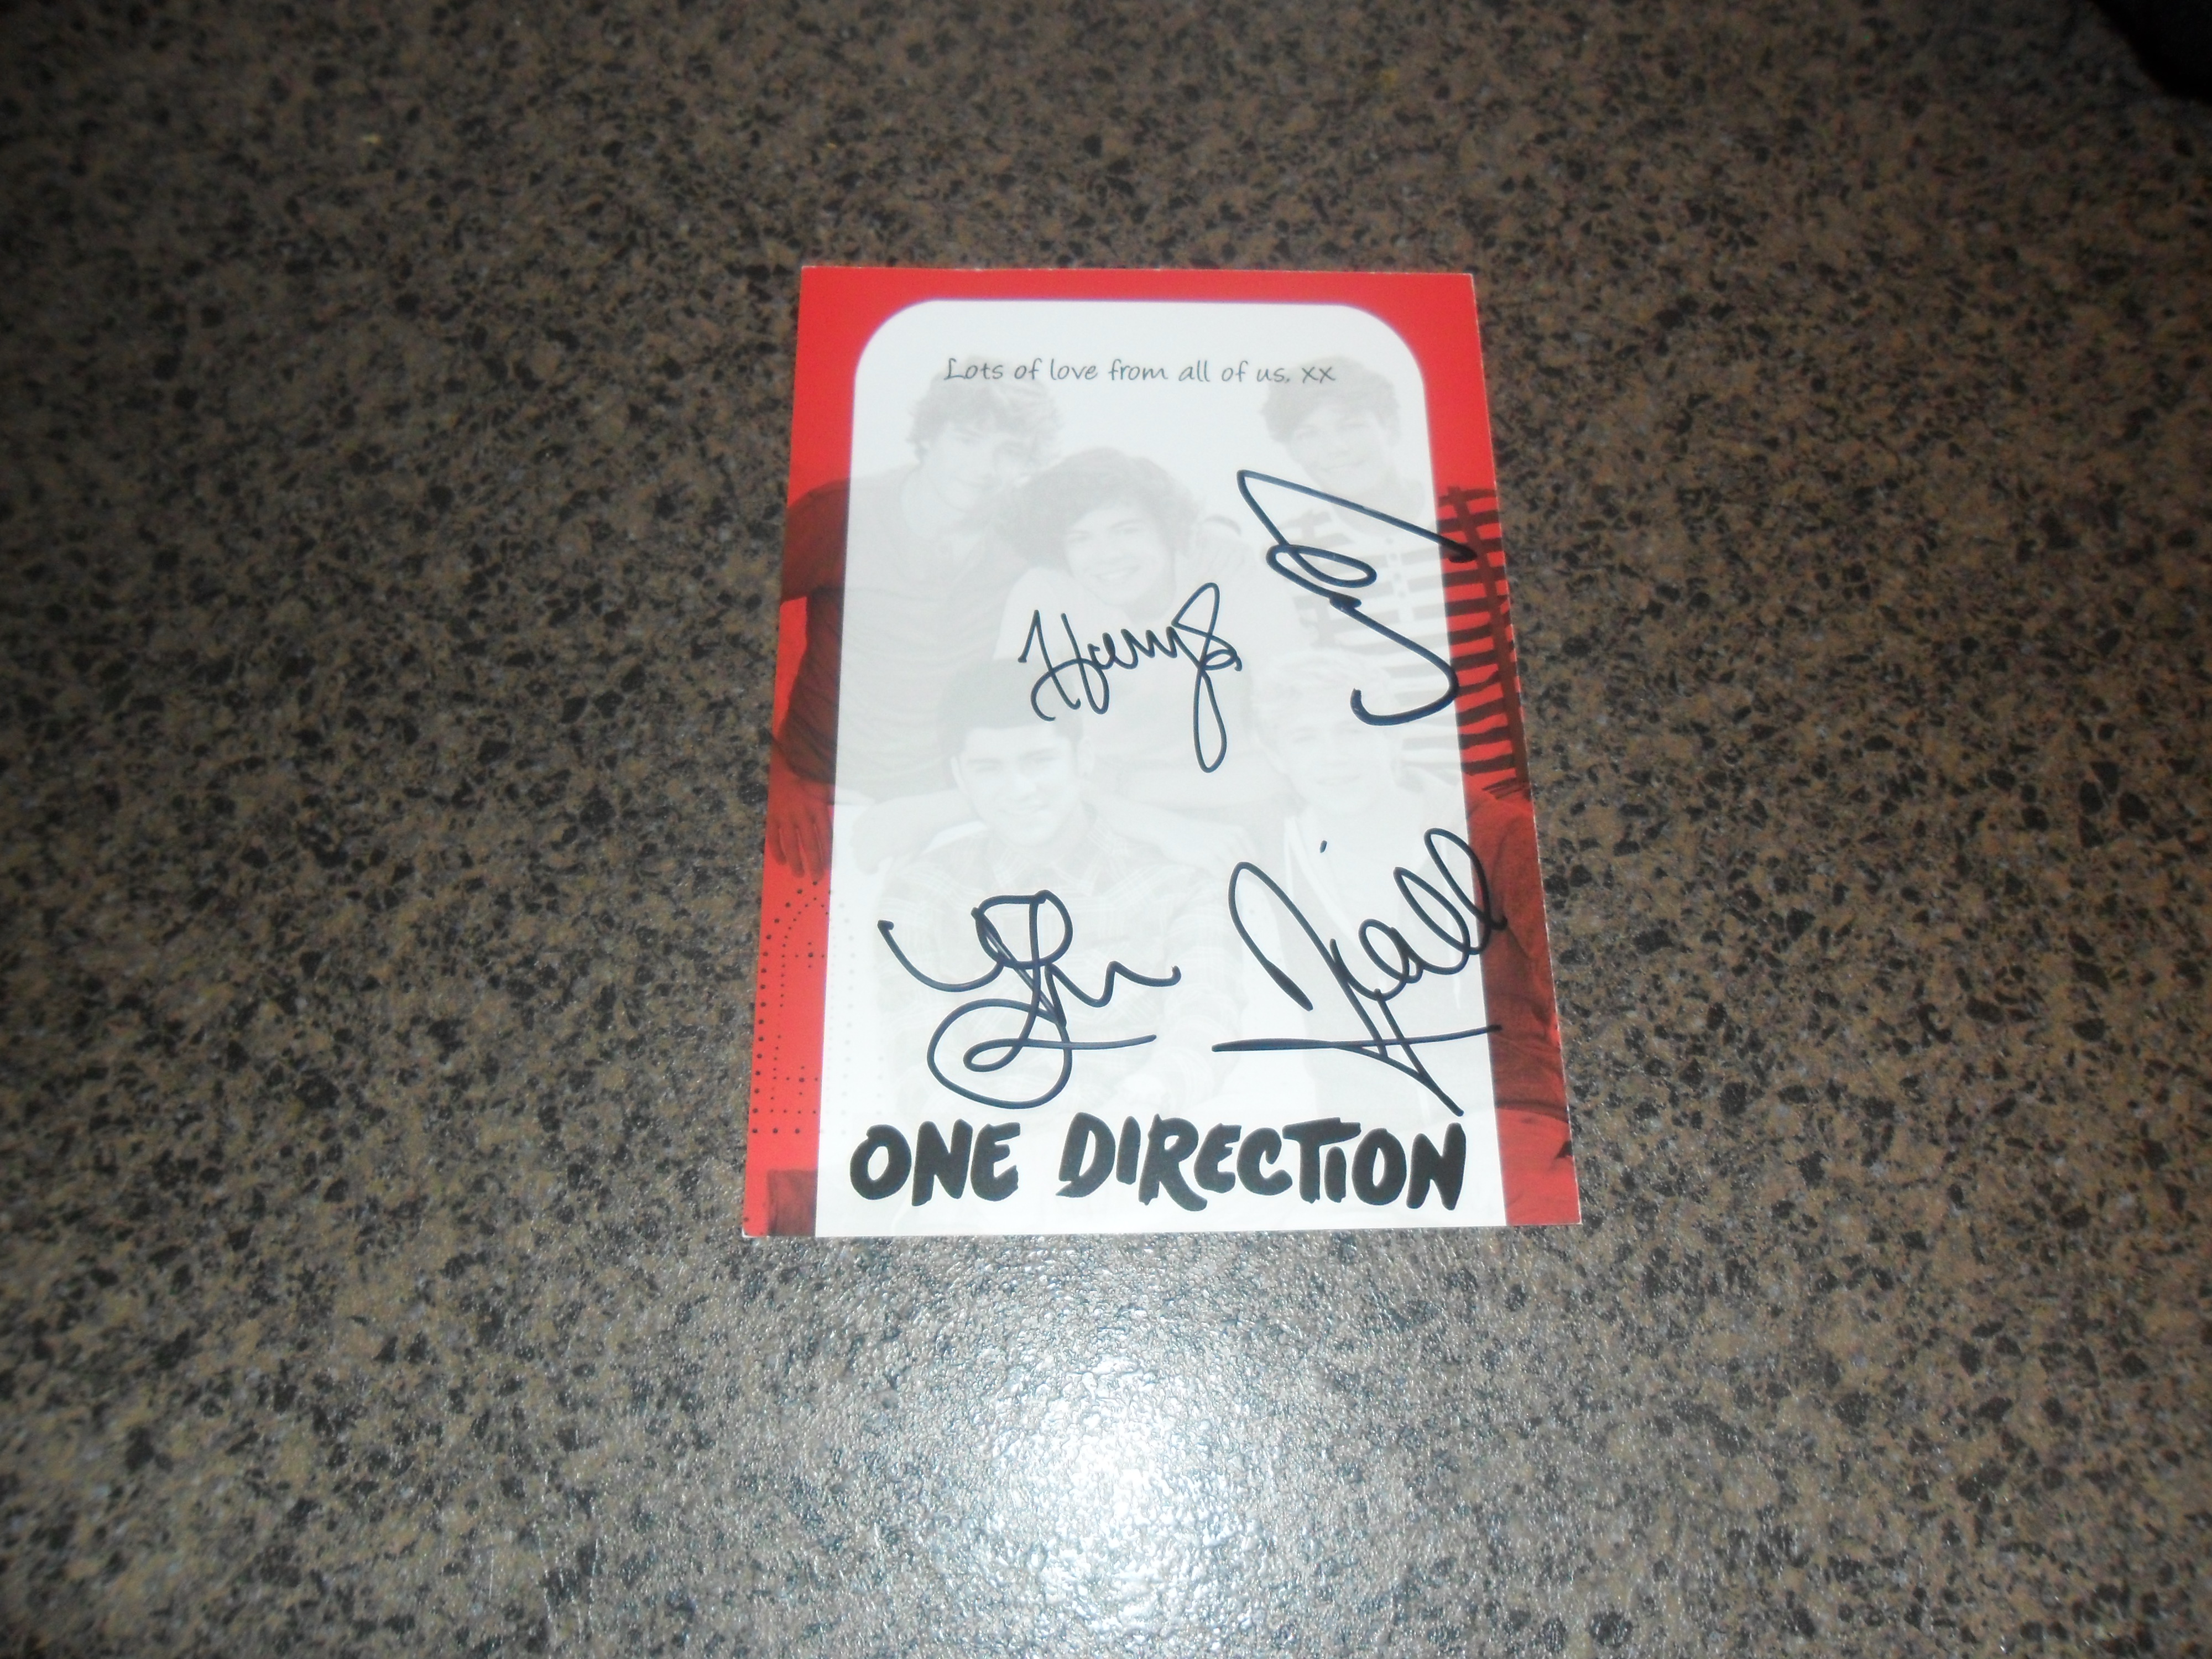 Lots of love from all of us. xx
Harry
Niall
ONE DIRECTION